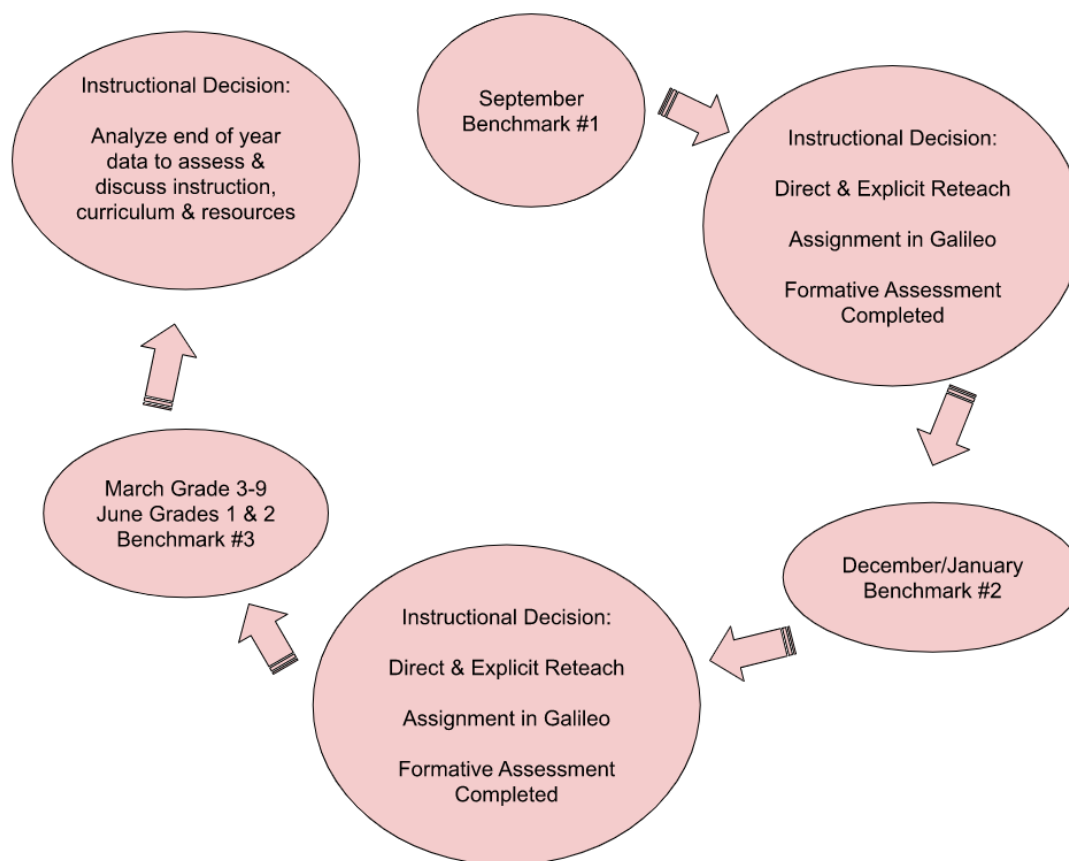 September
Benchmark #1
Instructional Decision:
Direct & Explicit Reteach
Assignment in Galileo
Formative Assessment
Completed
December/January
Benchmark #2
Instructional Decision:
Direct & Explicit Reteach
Assignment in Galileo
Formative Assessment
Completed
March Grade 3-9
June Grades 1 & 2
Benchmark #3
Instructional Decision:
Analyze end of year
data to assess &
discuss instruction,
curriculum & resources